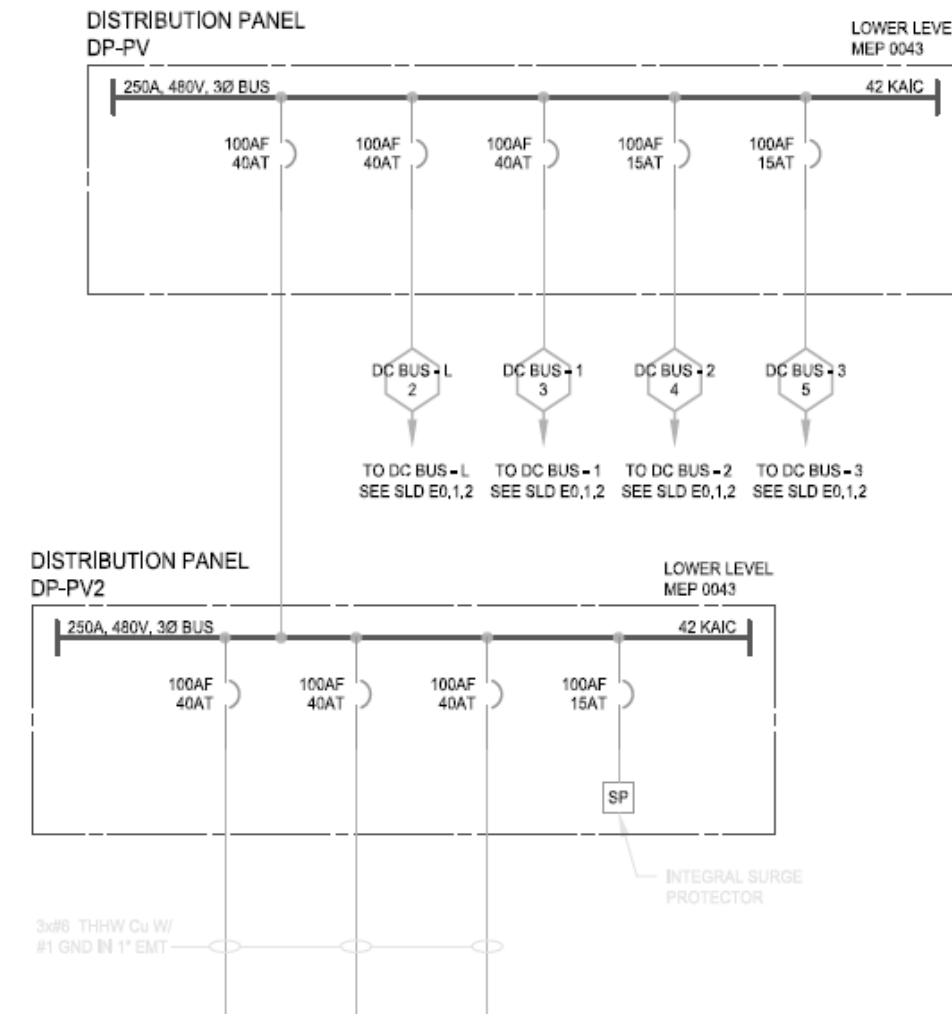 DISTRIBUTION PANEL
DP-PV
LOWER LEVE
MEP 0043
250A, 480V, 3Ø BUS
42 KAIC
100AF
40AT
100AF
40AT
100AF
40AT
100AF
15AT
100AF
15AT
DC BUS-L
2
DC BUS-1
3
DC BUS-2
4
DC BUS-3
5
TO DC BUS-L
SEE SLD E0.1.2
TO DC BUS-1
SEE SLD E0.1.2
TO DC BUS-2
SEE SLD E0.1.2
TO DC BUS-3
SEE SLD E0.1.2
DISTRIBUTION PANEL
DP-PV2
LOWER LEVEL
MEP 0043
250A, 480V, 3Ø BUS
42 KAIC
100AF
40AT
100AF
40AT
100AF
40AT
100AF
15AT
SP
INTEGRAL SURGE
PROTECTOR
3x#6 THHW Cu W/
#1 GND IN 1" EMT